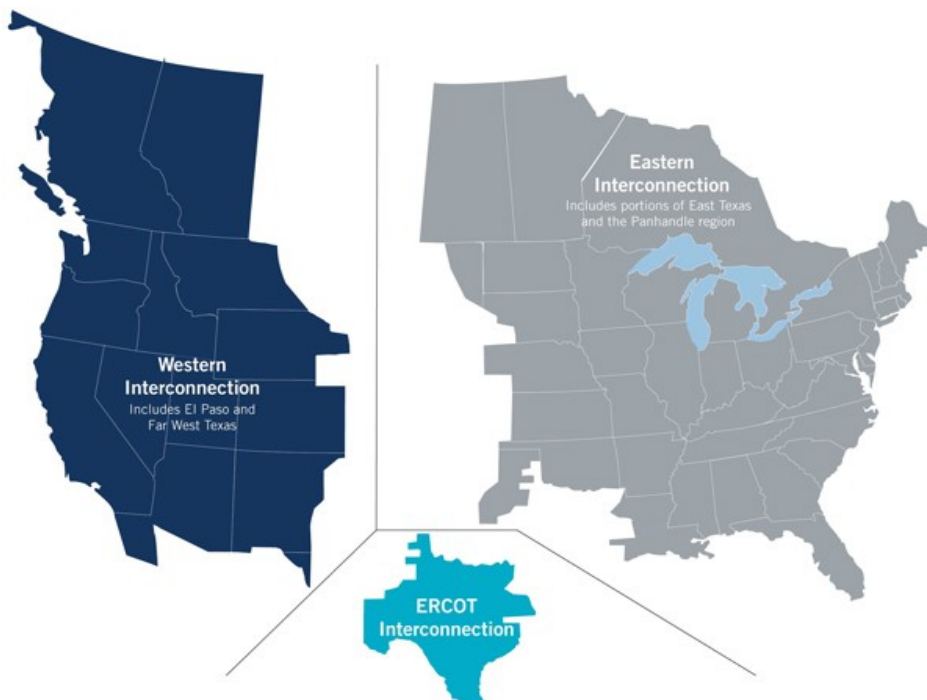 Eastern
Interconnection
Includes portions of East Texas
and the Panhandle region
Western
Interconnection
Includes El Paso and
Far West Texas
ERCOT
Interconnection